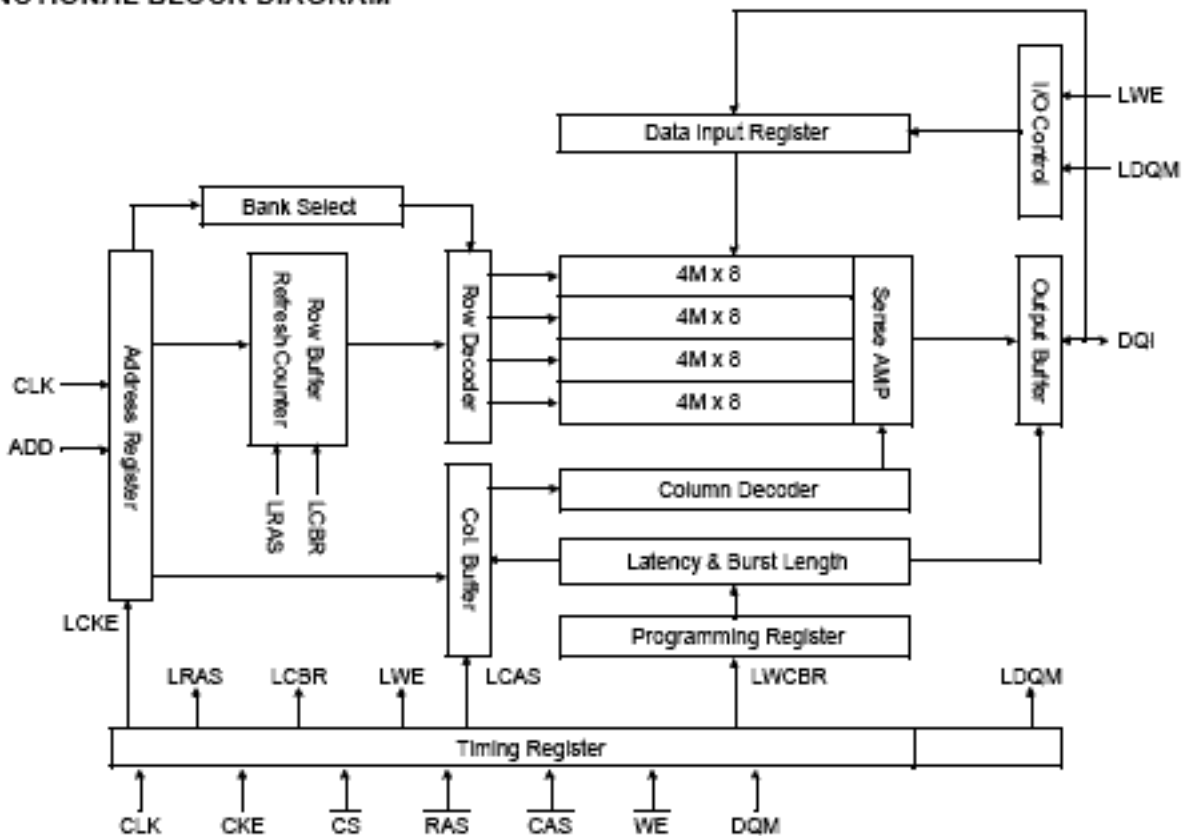 FUNCTIONAL BLOCK DIAGRAM
I/O Control
LWE
LDQM
Data Input Register
Bank Select
Address Register
CLK
ADD
Row Buffer
Refresh Counter
LRAS
LCBR
Row Decoder
4M x 8
4M x 8
4M x 8
4M x 8
Sense AMP
Output Buffer
DQI
Col. Buffer
Column Decoder
Latency & Burst Length
Programming Register
LCKE
LRAS
LCBR
LWE
LCAS
LWCBR
LDQM
Timing Register
CLK
CKE
CS
RAS
CAS
WE
DQM